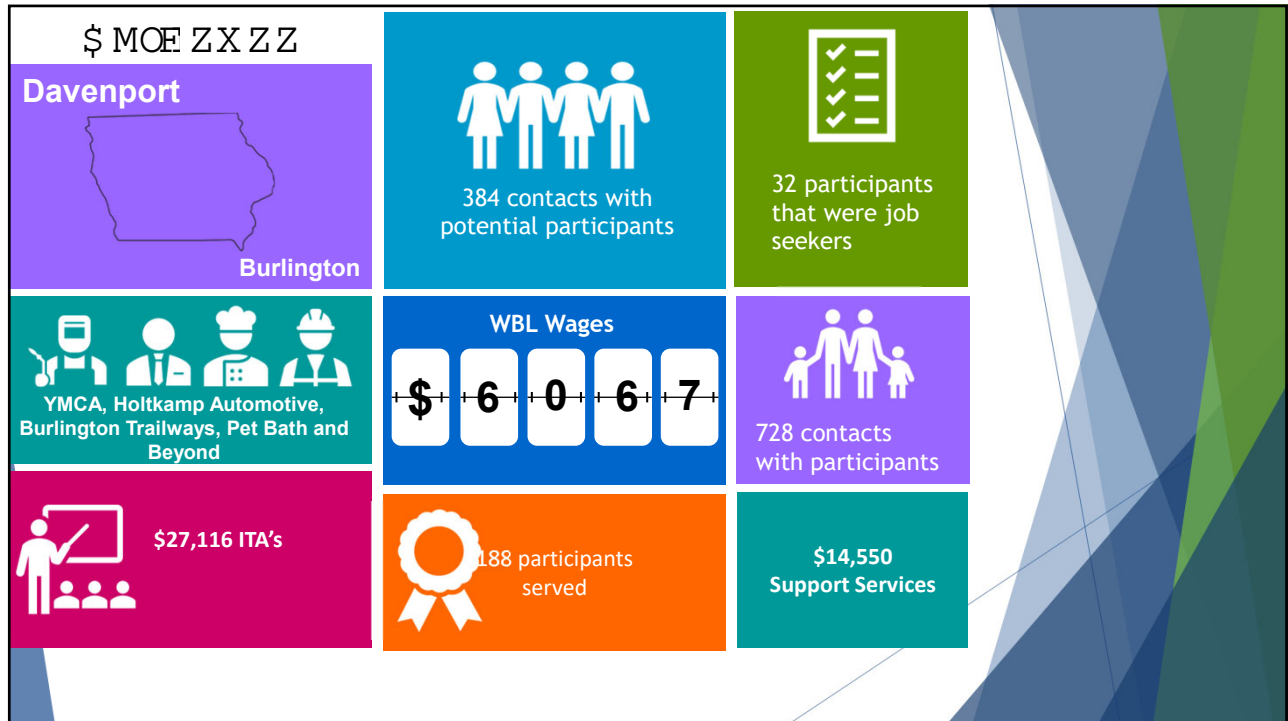 $ MOE ZXZZ
Davenport
Burlington
384 contacts with
potential participants
32 participants
that were job
seekers
YMCA, Holtkamp Automotive,
Burlington Trailways, Pet Bath and
Beyond
WBL Wages
$ 6 0 6 7
728 contacts
with participants
$27,116 ITA's
188 participants
served
$14,550
Support Services